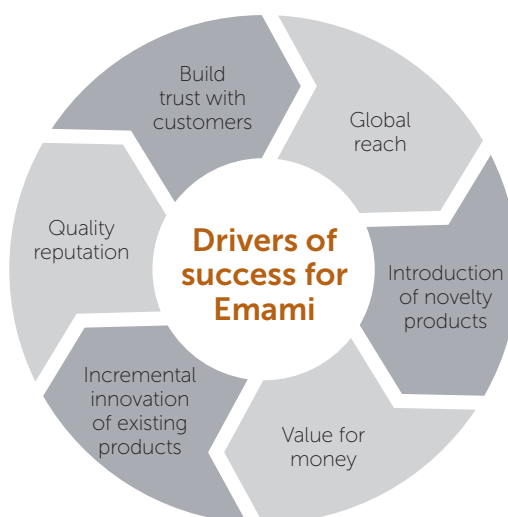 Build
trust with
customers
Global
reach
Introduction
of novelty
products
Value for
money
Incremental
innovation
of existing
products
Quality
reputation
Drivers of
success for
Emami